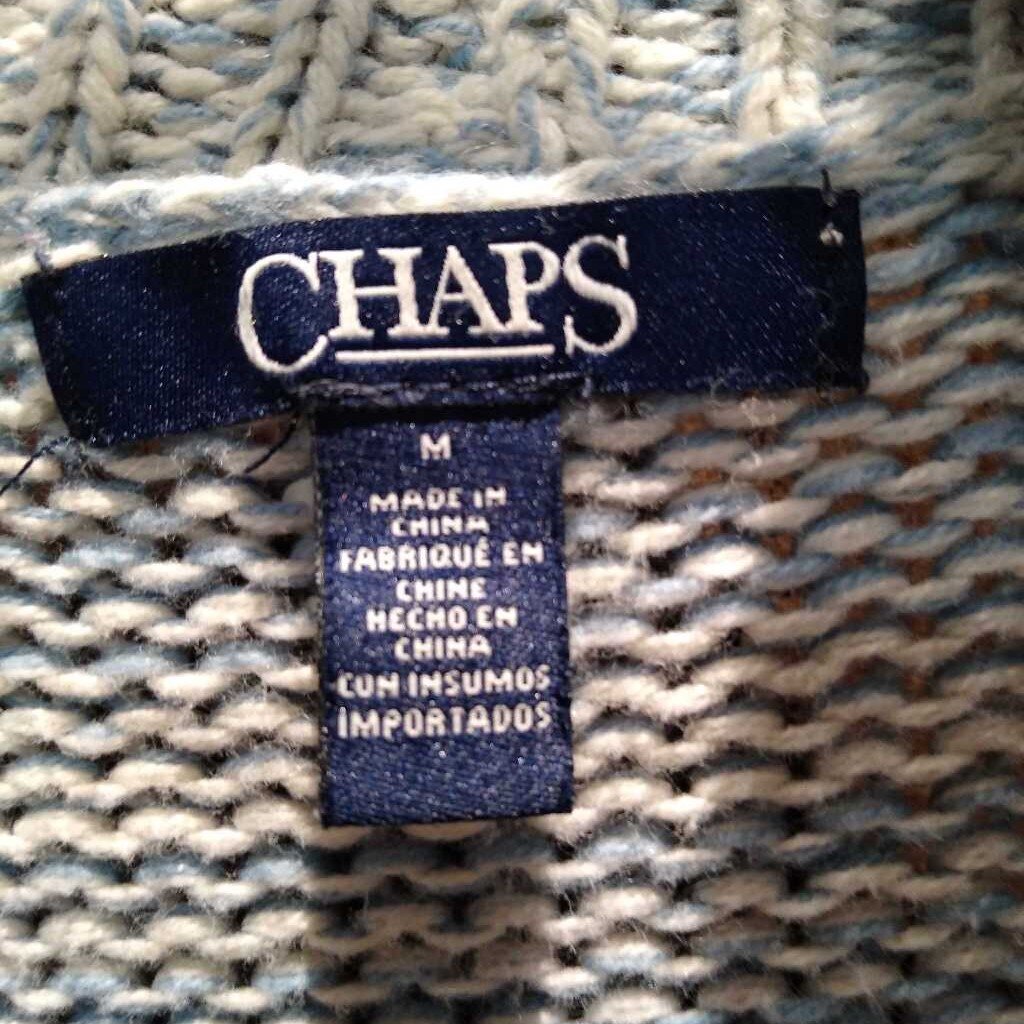 CHAPS
M
MADE IN
CHINA
FABRIQUÉ EN
CHINE
HECHO EN
CHINA
CON INSUMOS
IMPORTADOS